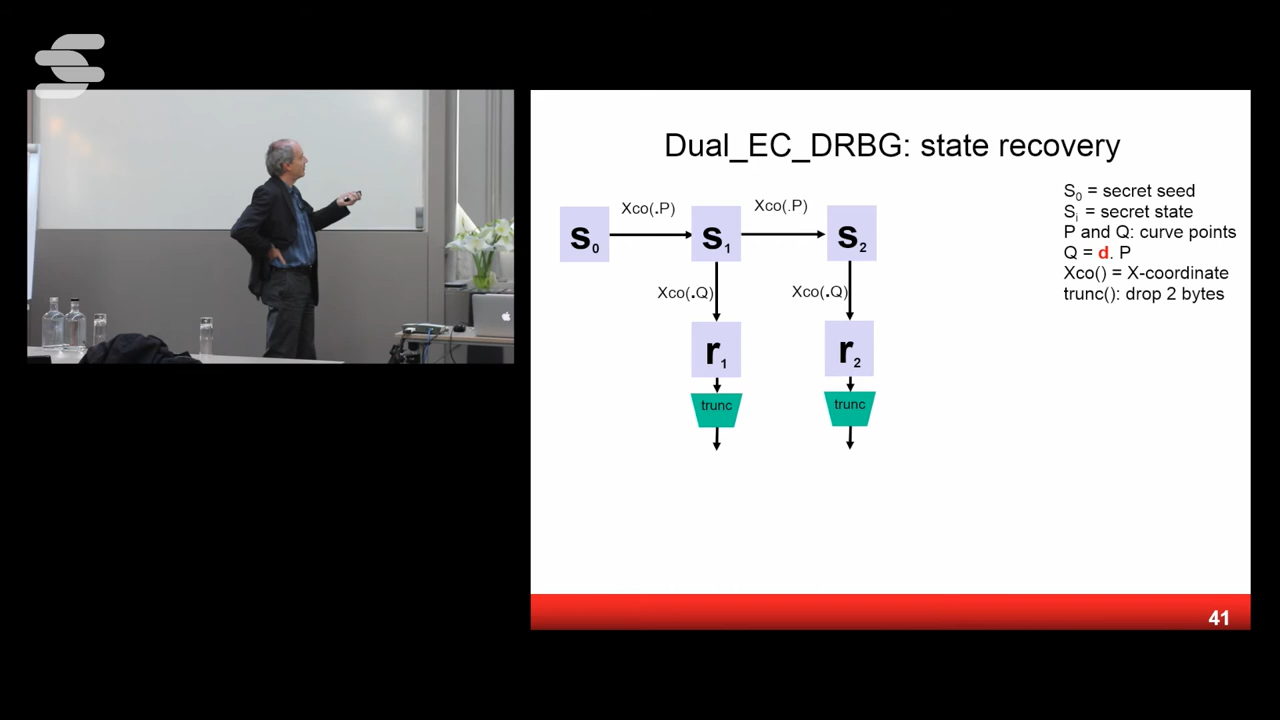 Dual_EC_DRBG: state recovery
S0 = secret seed
Si = secret state
P and Q: curve points
Q = d. P
Xco() = X-coordinate
trunc(): drop 2 bytes
Xco(.P)
Xco(.P)
S0
S1
S2
Xco(.Q)
Xco(.Q)
r1
r2
trunc
trunc
41